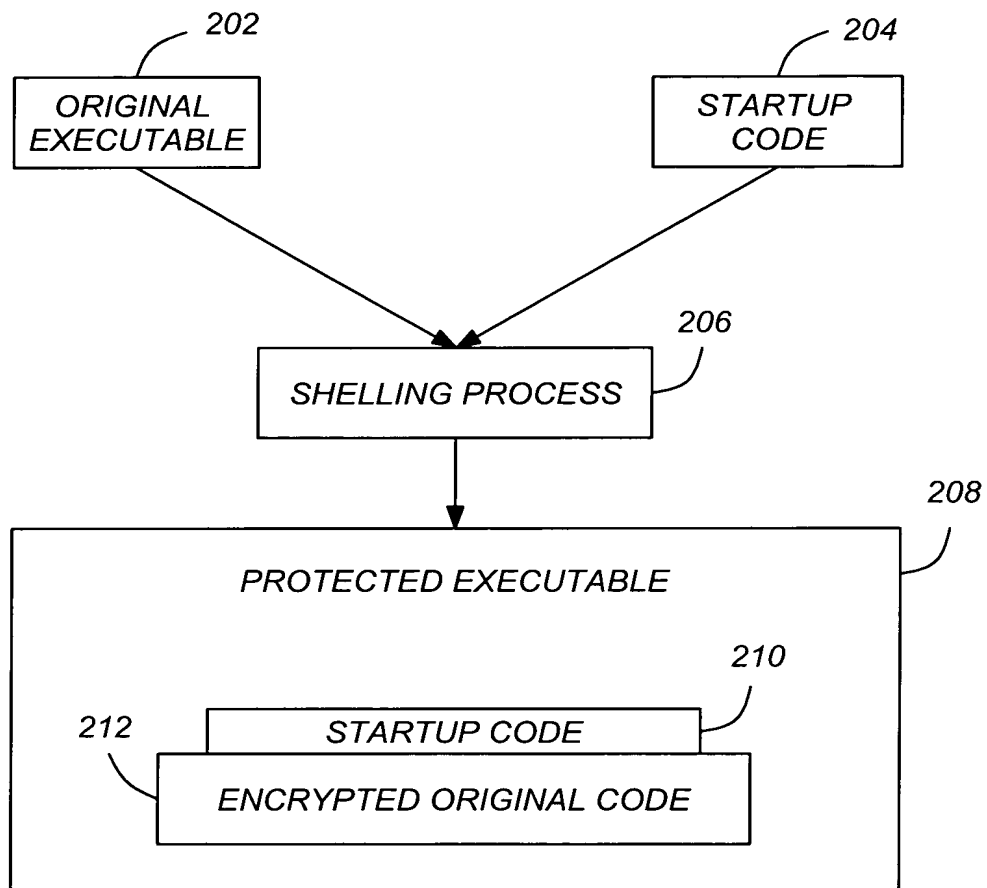 202
204
ORIGINAL
EXECUTABLE
STARTUP
CODE
206
SHELLING PROCESS
208
PROTECTED EXECUTABLE
210
212
STARTUP CODE
ENCRYPTED ORIGINAL CODE